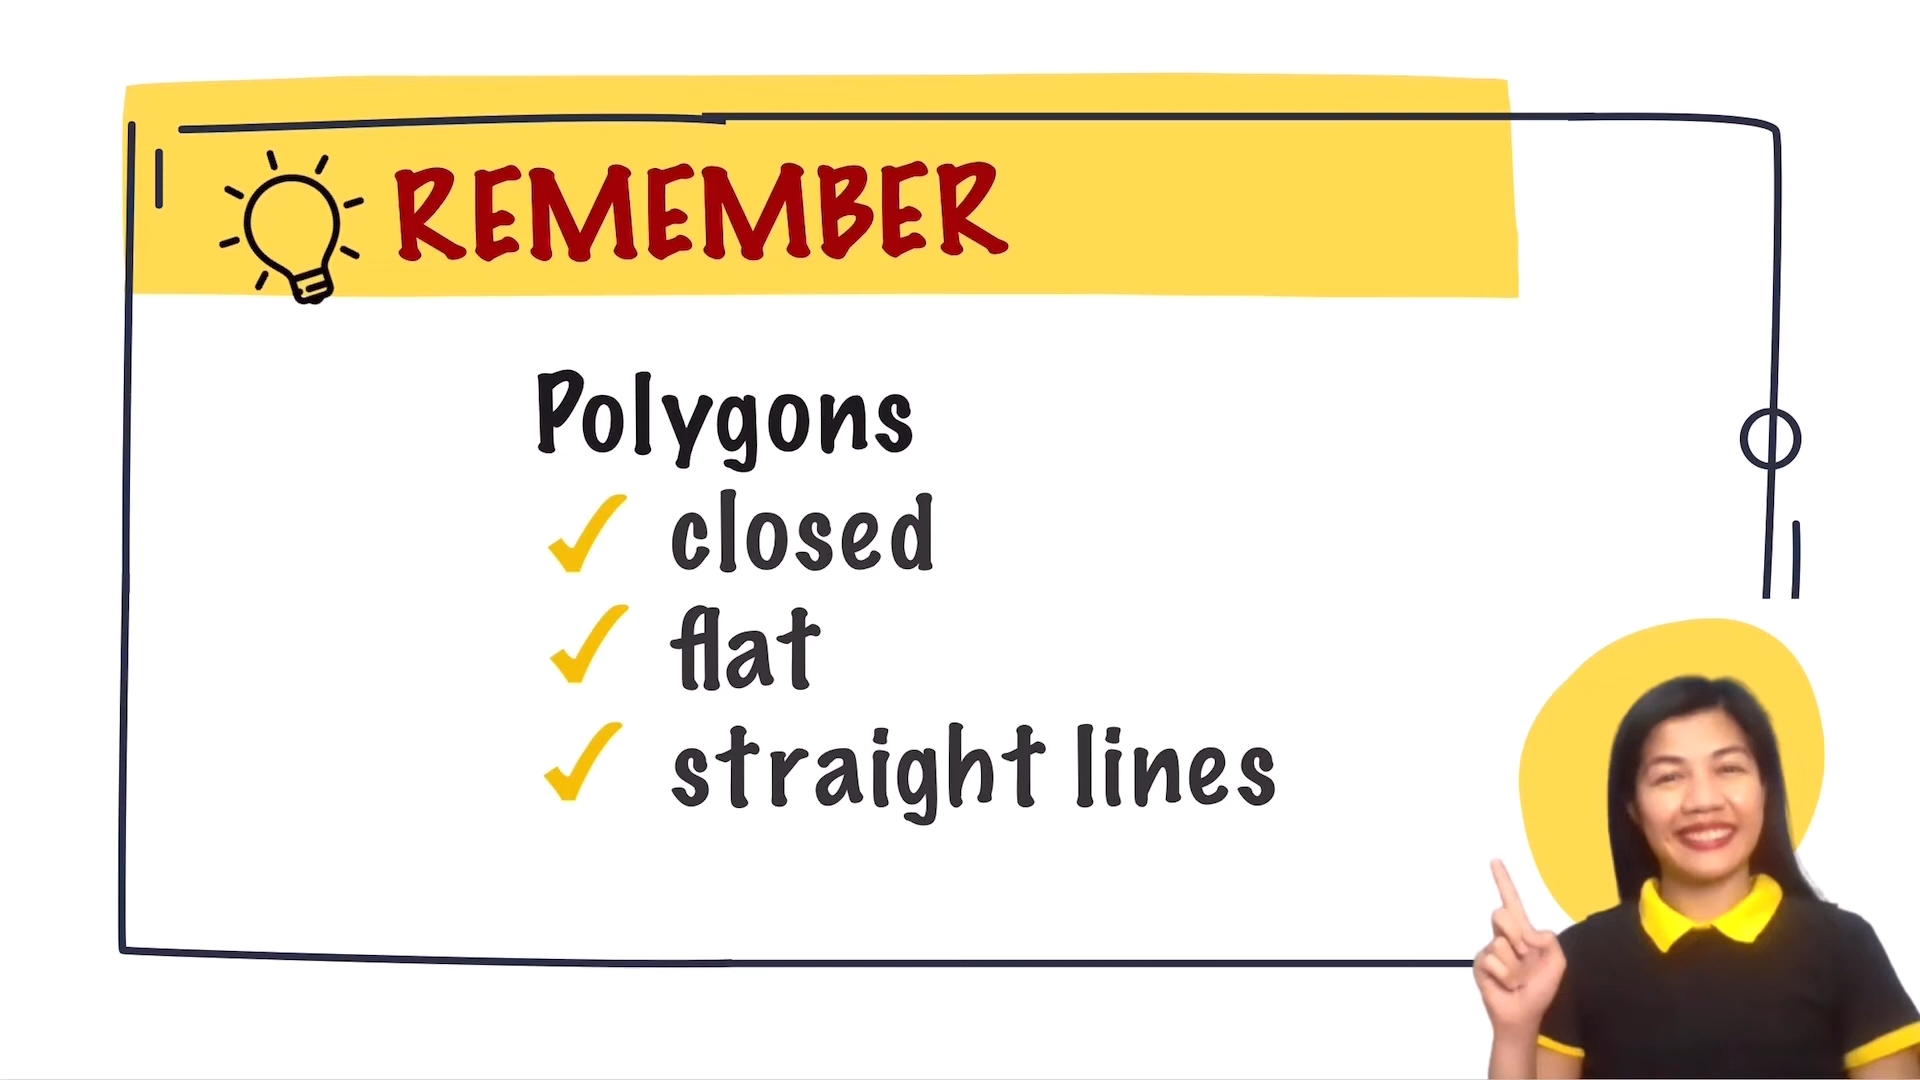 REMEMBER
Polygons
✓ closed
✓ flat
✓ straight lines